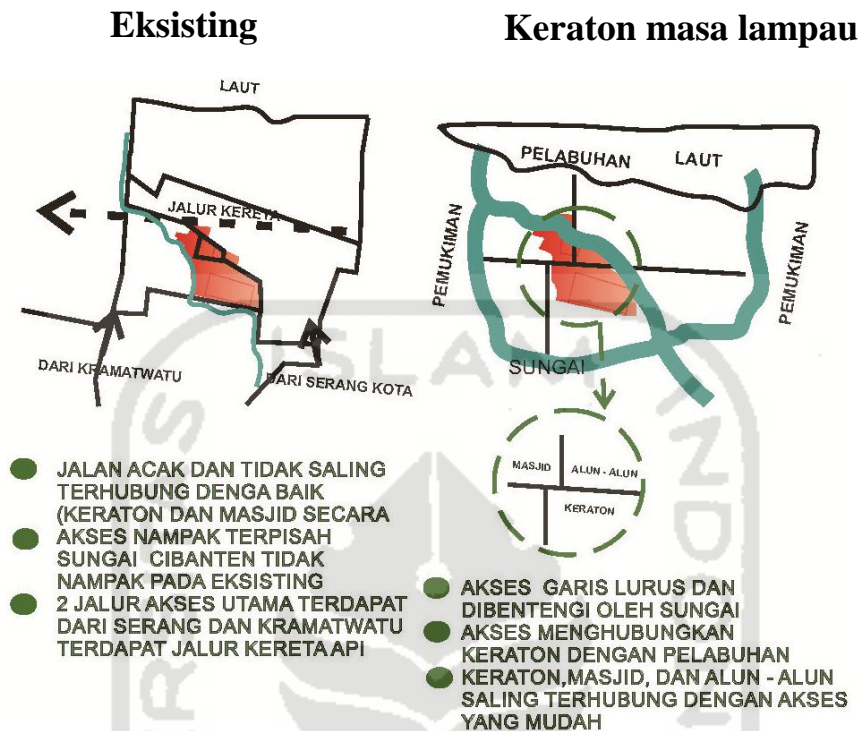 Eksisting
Keraton masa lampau
LAUT
JALUR KERETA
DARI KRAMATWATU
DARI SERANG KOTA
PELABUHAN
LAUT
PEMUKIMAN
PEMUKIMAN
SUNGAI
MASJID
ALUN - ALUN
KERATON
JALAN ACAK DAN TIDAK SALING
TERHUBUNG DENGA BAIK
(KERATON DAN MASJID SECARA
AKSES NAMPAK TERPISAH
SUNGAI CIBANTEN TIDAK
NAMPAK PADA EKSISTING
2 JALUR AKSES UTAMA TERDAPAT
DARI SERANG DAN KRAMATWATU
TERDAPAT JALUR KERETA API
AKSES GARIS LURUS DAN
DIBENTENGI OLEH SUNGAI
AKSES MENGHUBUNGKAN
KERATON DENGAN PELABUHAN
KERATON,MASJID, DAN ALUN - ALUN
SALING TERHUBUNG DENGAN AKSES
YANG MUDAH
ISLAM